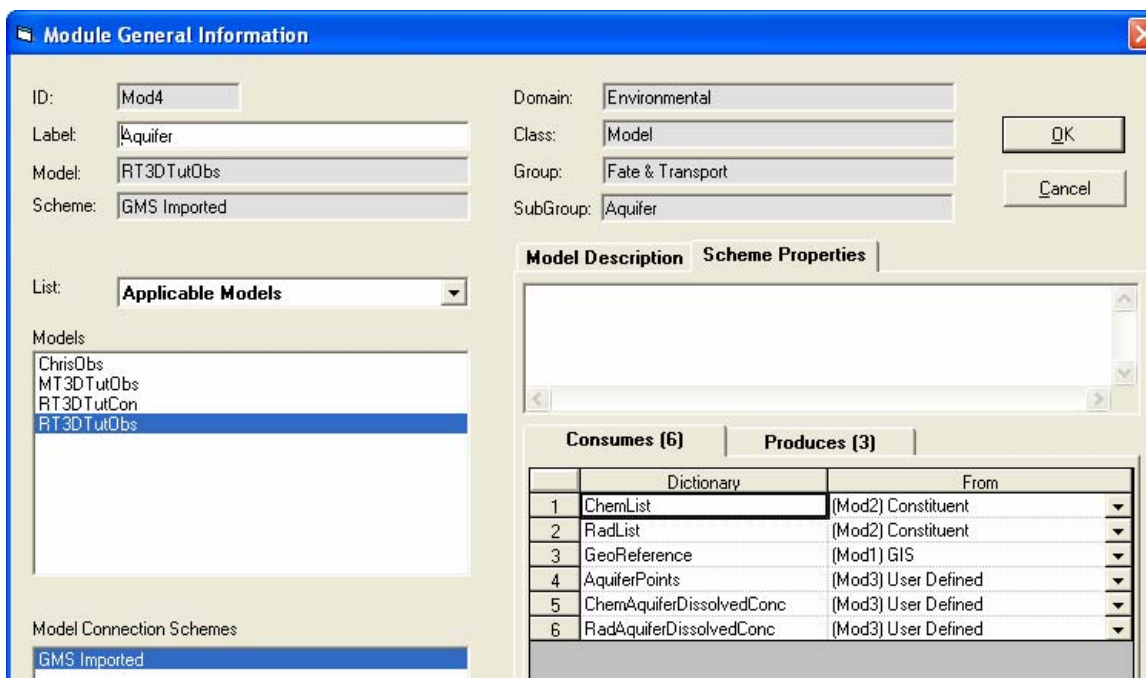 Module General Information
ID: Mod4
Label: Aquifer
Model: RT3DTutObs
Scheme: GMS Imported
Domain: Environmental
Class: Model
Group: Fate & Transport
SubGroup: Aquifer
OK
Cancel
List: Applicable Models
Models
ChrisObs
MT3DTutObs
RT3DTutCon
RT3DTutObs
Model Connection Schemes
GMS Imported
Model Description Scheme Properties
Consumes (6) Produces (3)
Dictionary From
1 ChemList (Mod2) Constituent
2 RadList (Mod2) Constituent
3 GeoReference (Mod1) GIS
4 AquiferPoints (Mod3) User Defined
5 ChemAquiferDissolvedConc (Mod3) User Defined
6 RadAquiferDissolvedConc (Mod3) User Defined